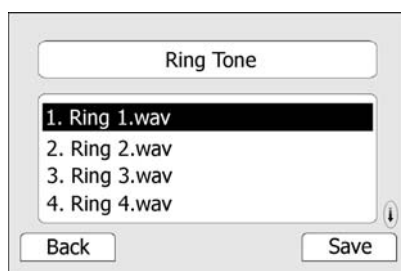 Ring Tone
1. Ring 1.wav
2. Ring 2.wav
3. Ring 3.wav
4. Ring 4.wav
Back Save